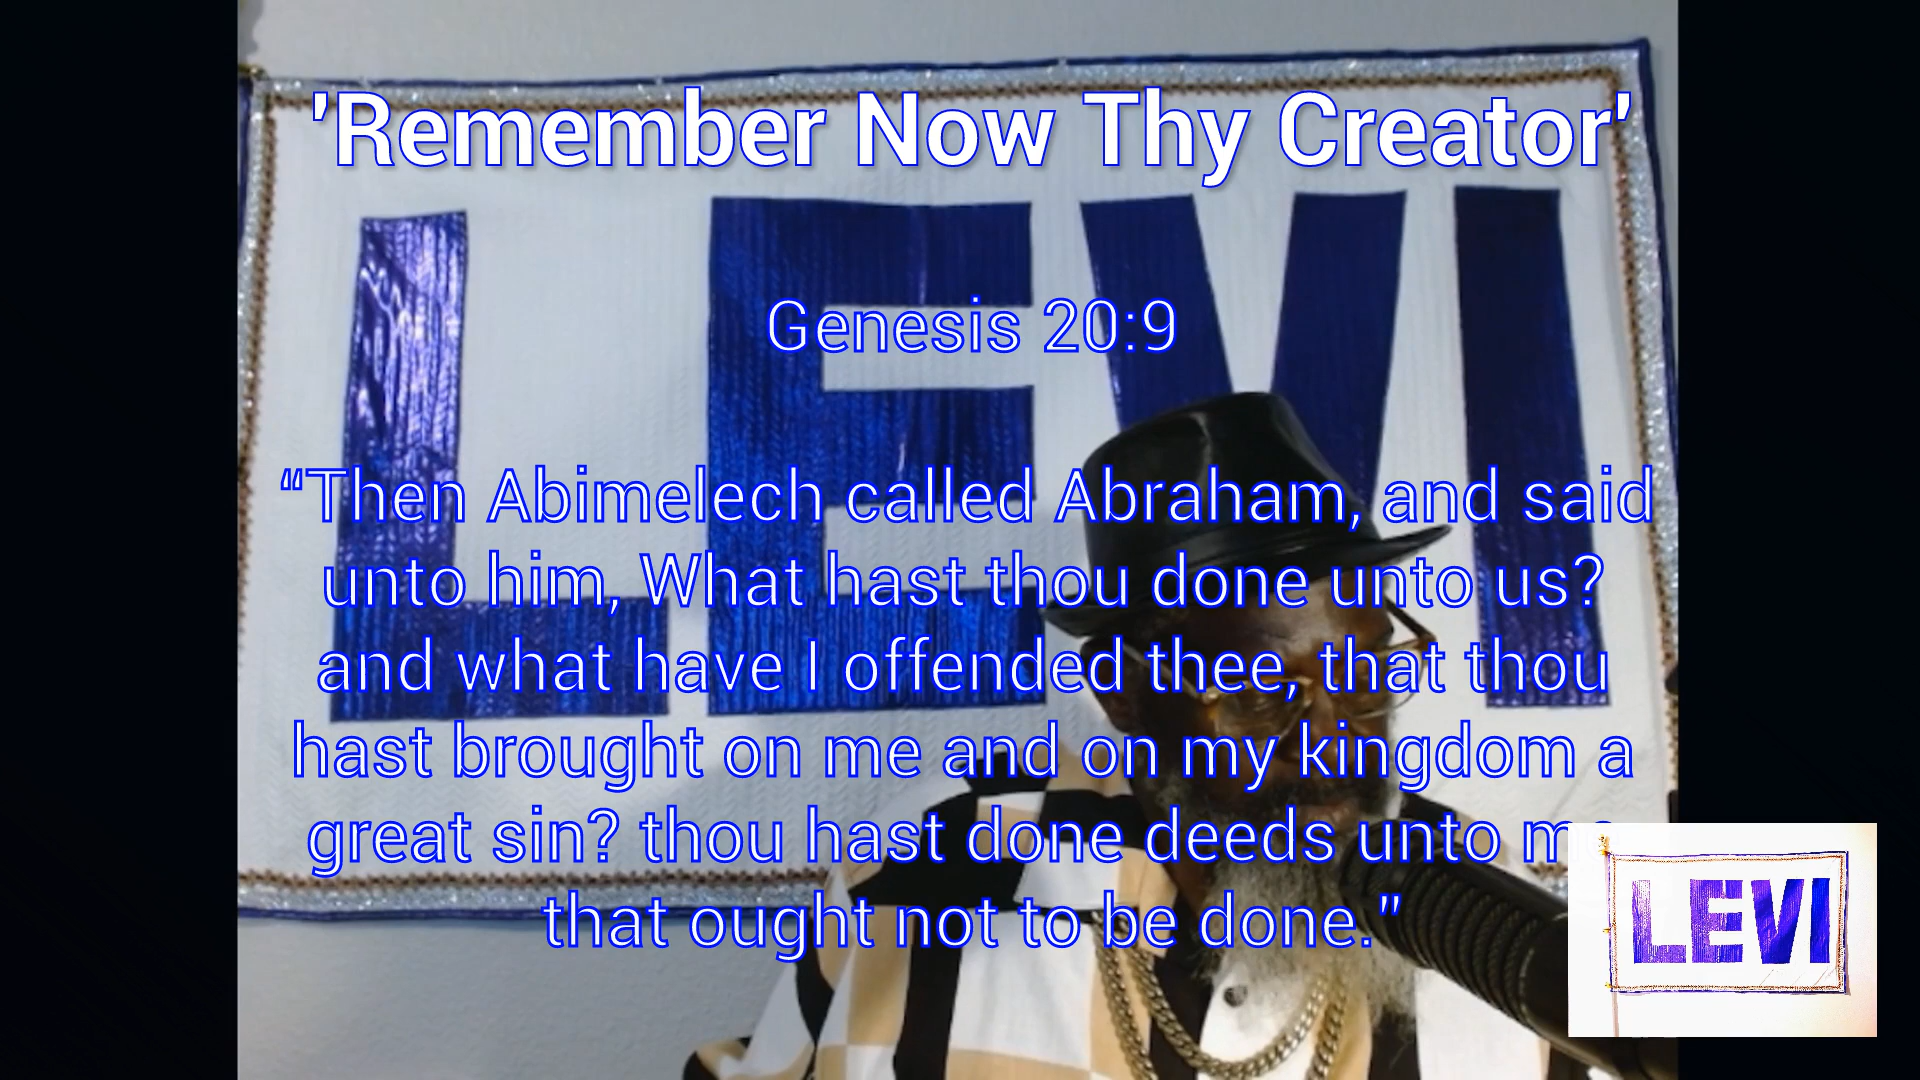 'Remember Now Thy Creator'
LEVI
Genesis 20:9
“Then Abimelech called Abraham, and said
unto him, What hast thou done unto us?
and what have I offended thee, that thou
hast brought on me and on my kingdom a
great sin? thou hast done deeds unto me
that ought not to be done.”
LEVI